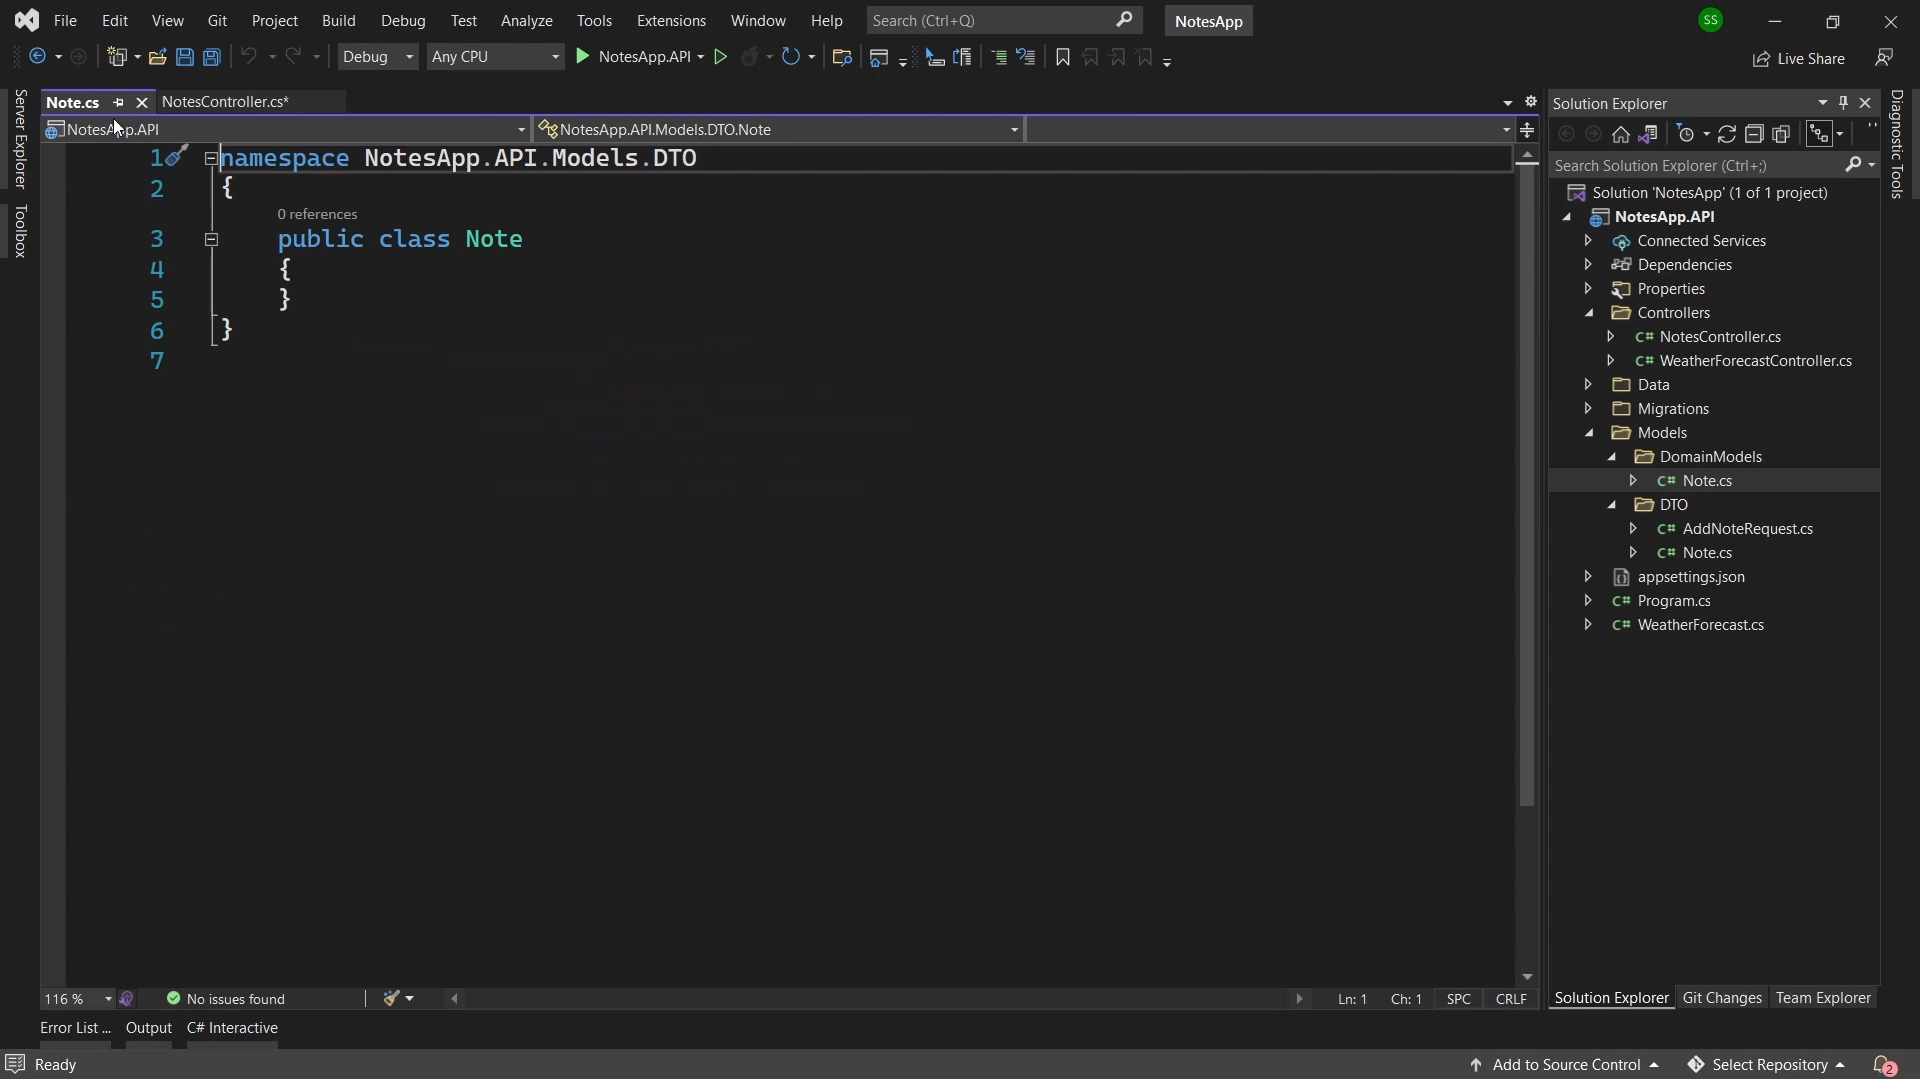 File Edit View Git Project Build Debug Test Analyze Tools Extensions Window Help Search (Ctrl+Q) NotesApp SS
Debug Any CPU NotesApp.API Live Share
Server Explorer
Toolbox
Note.cs NotesController.cs*
NotesApp.API NotesApp.API.Models.DTO.Note
1 namespace NotesApp.API.Models.DTO
2 {
0 references
3 public class Note
4 {
5 }
6 }
7
116 % No issues found Ln: 1 Ch: 1 SPC CRLF
Solution Explorer
Search Solution Explorer (Ctrl+;)
Solution 'NotesApp' (1 of 1 project)
NotesApp.API
Connected Services
Dependencies
Properties
Controllers
C# NotesController.cs
C# WeatherForecastController.cs
Data
Migrations
Models
DomainModels
C# Note.cs
DTO
C# AddNoteRequest.cs
C# Note.cs
appsettings.json
C# Program.cs
C# WeatherForecast.cs
Solution Explorer Git Changes Team Explorer
Diagnostic Tools
Error List ... Output C# Interactive
Ready Add to Source Control Select Repository 2